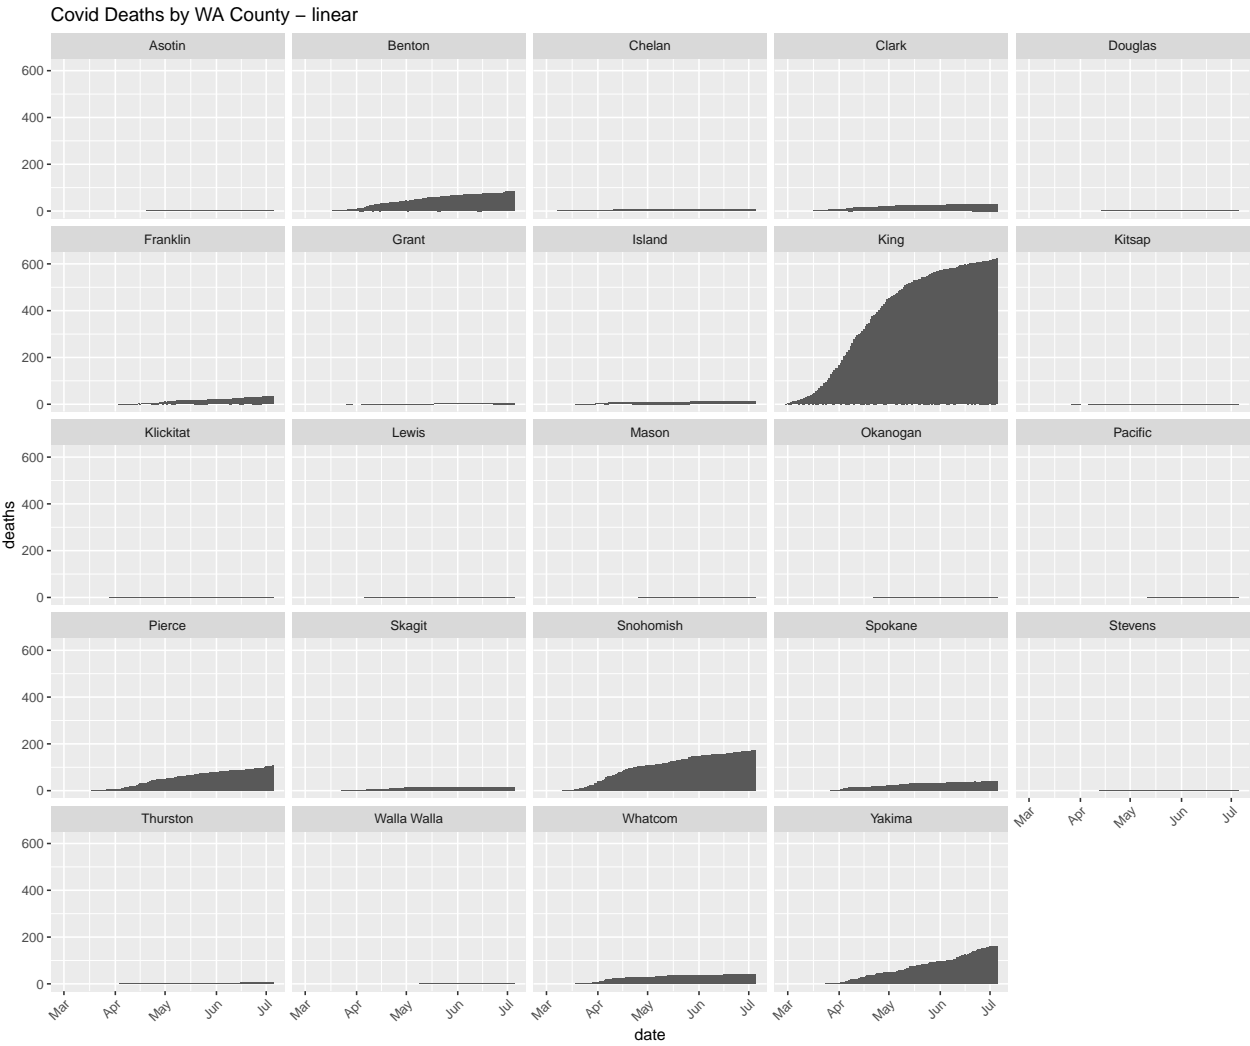 Covid Deaths by WA County – linear
Asotin Benton Chelan Clark Douglas
600
400
200
0
Franklin Grant Island King Kitsap
600
400
200
0
Klickitat Lewis Mason Okanogan Pacific
600
400
200
0
deaths
Pierce Skagit Snohomish Spokane Stevens
600
400
200
0
Mar Apr May Jun Jul
Thurston Walla Walla Whatcom Yakima
600
400
200
0
Mar Apr May Jun Jul Mar Apr May Jun Jul Mar Apr May Jun Jul Mar Apr May Jun Jul
date